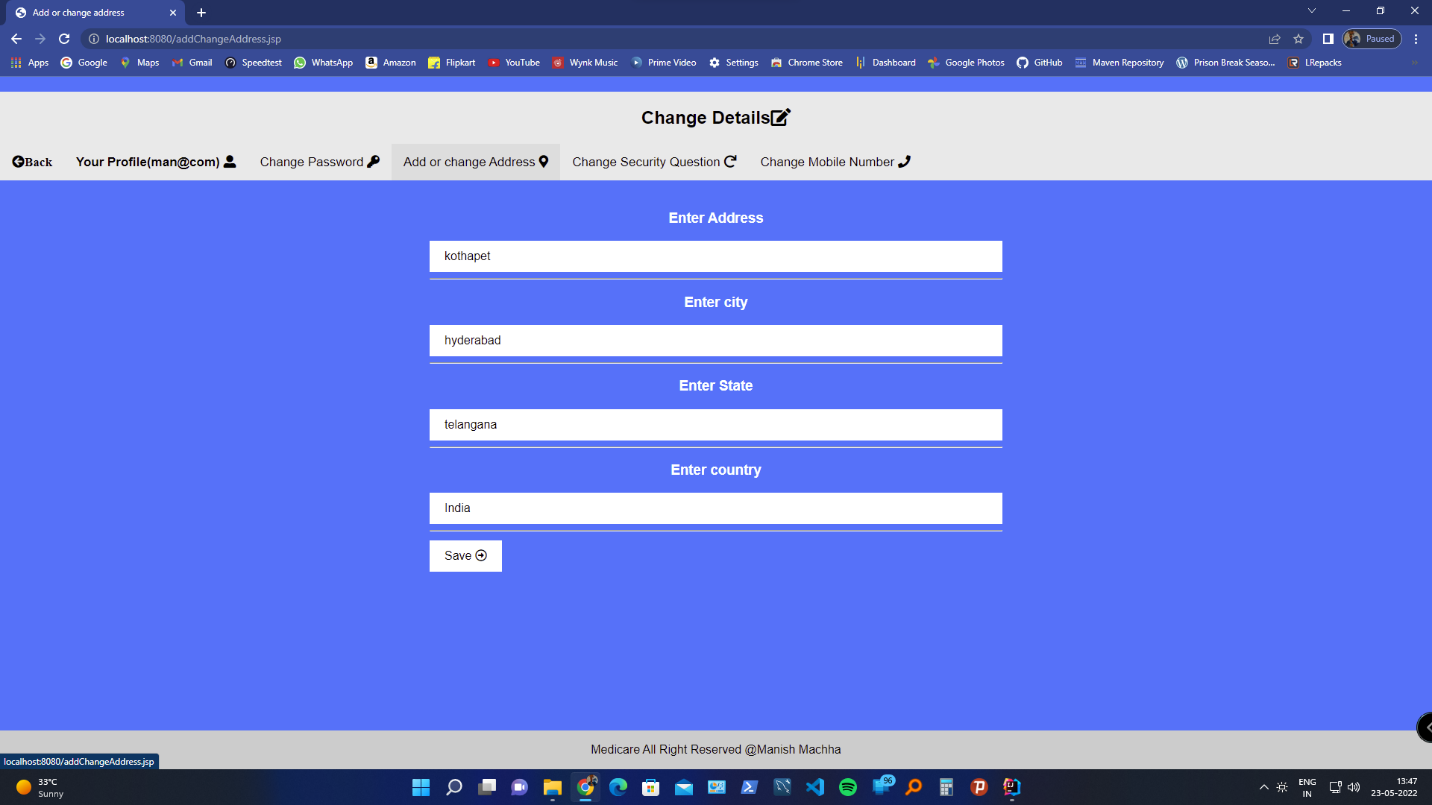 Add or change address
localhost:8080/addChangeAddress.jsp
Paused
Apps Google Maps Gmail Speedtest WhatsApp Amazon Flipkart YouTube Wynk Music Prime Video Settings Chrome Store Dashboard Google Photos GitHub Maven Repository Prison Break Seaso... LRepacks
Change Details
Back Your Profile(man@com) Change Password Add or change Address Change Security Question Change Mobile Number
Enter Address
kothapet
Enter city
hyderabad
Enter State
telangana
Enter country
India
Save
Medicare All Right Reserved @Manish Machha
localhost:8080/addChangeAddress.jsp
33°C
Sunny
96
ENG
IN
13:47
23-05-2022